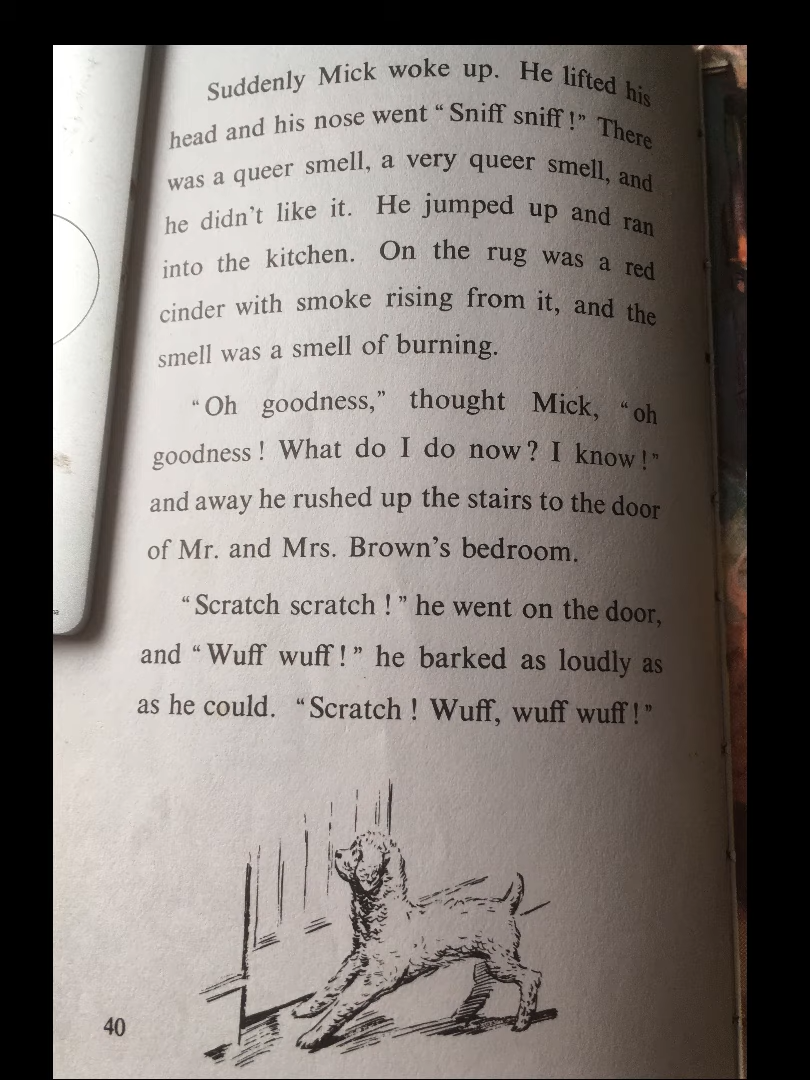 Suddenly Mick woke up. He lifted his
head and his nose went “Sniff sniff!” There
was a queer smell, a very queer smell, and
he didn’t like it. He jumped up and ran
into the kitchen. On the rug was a red
cinder with smoke rising from it, and the
smell was a smell of burning.
“Oh goodness,” thought Mick, “oh
goodness! What do I do now? I know!”
and away he rushed up the stairs to the door
of Mr. and Mrs. Brown’s bedroom.
“Scratch scratch!” he went on the door,
and “Wuff wuff!” he barked as loudly as
as he could. “Scratch! Wuff, wuff wuff!”
40